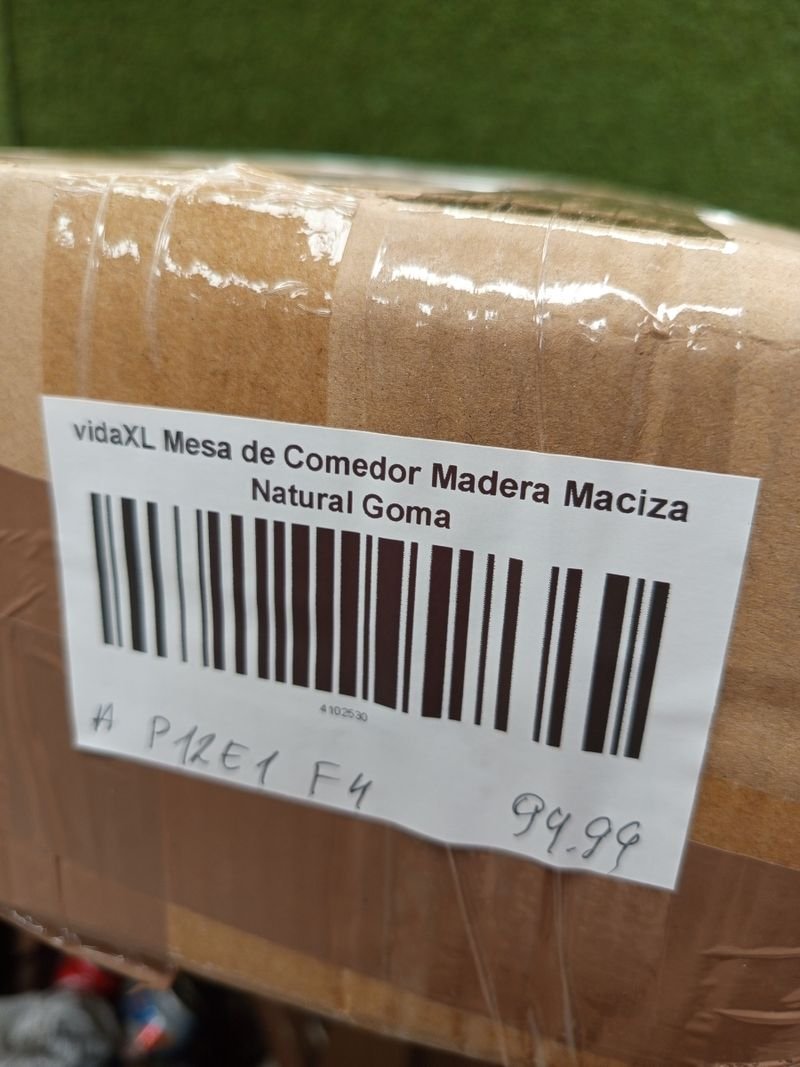 vidaXL Mesa de Comedor Madera Maciza
Natural Goma
4102530
A P12E1 F4 99.99